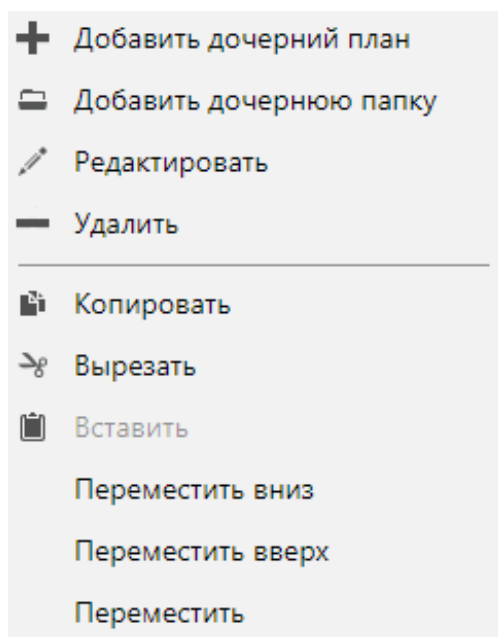 Добавить дочерний план
Добавить дочернюю папку
Редактировать
Удалить
Копировать
Вырезать
Вставить
Переместить вниз
Переместить вверх
Переместить